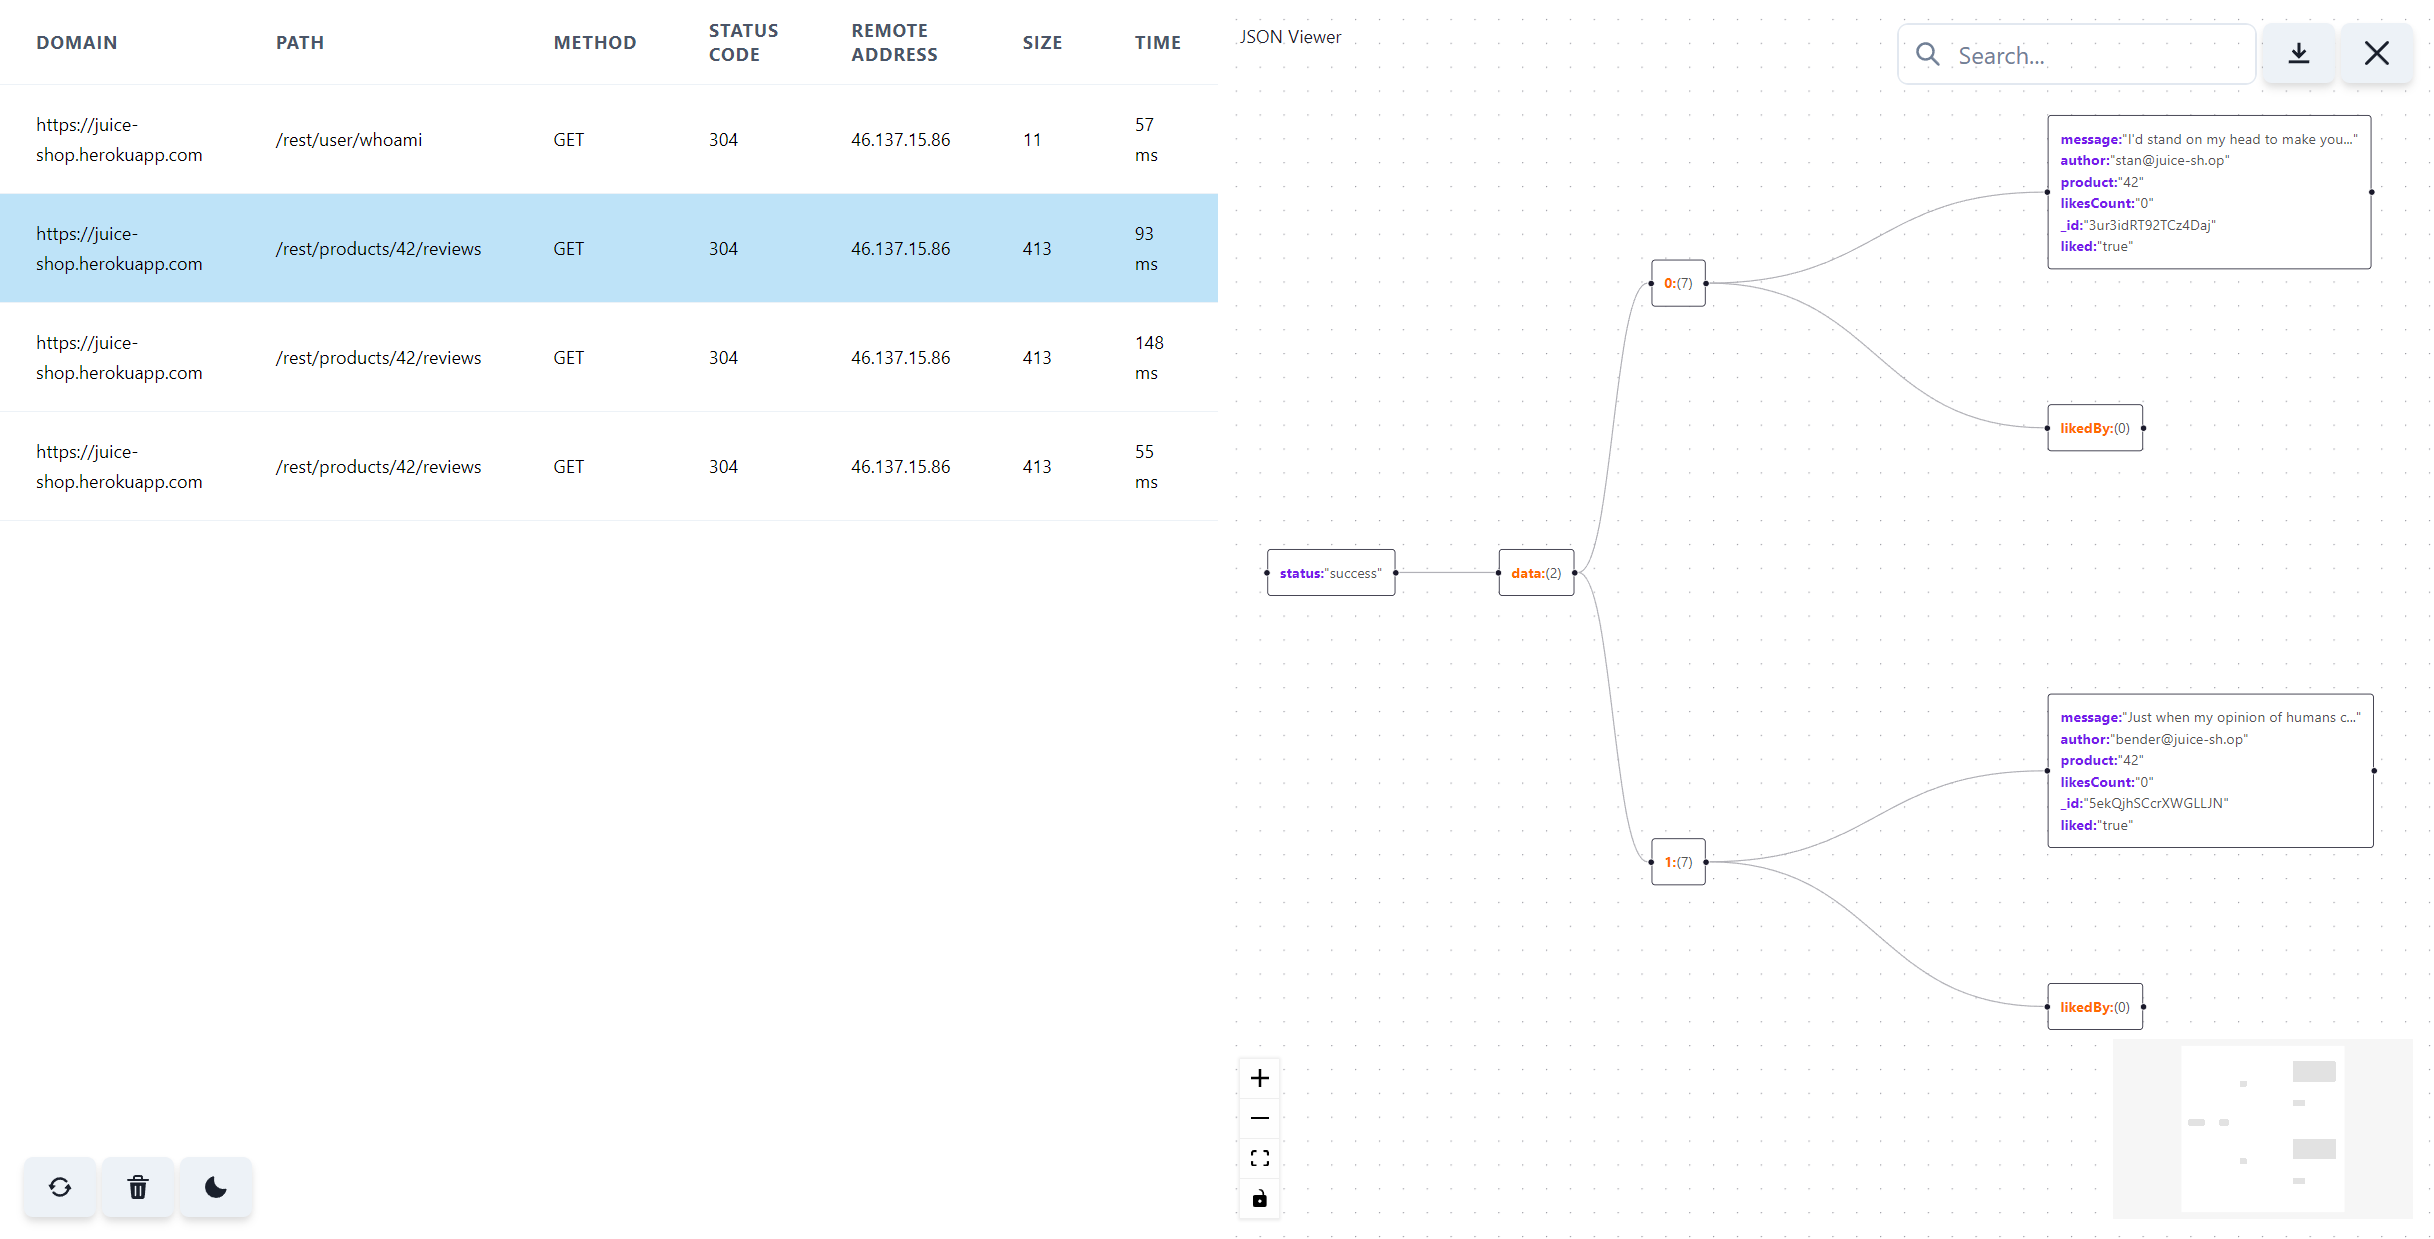 DOMAIN PATH METHOD STATUS CODE REMOTE ADDRESS SIZE TIME
https://juice-
shop.herokuapp.com /rest/user/whoami GET 304 46.137.15.86 11 57 ms
https://juice-
shop.herokuapp.com /rest/products/42/reviews GET 304 46.137.15.86 413 93 ms
https://juice-
shop.herokuapp.com /rest/products/42/reviews GET 304 46.137.15.86 413 148 ms
https://juice-
shop.herokuapp.com /rest/products/42/reviews GET 304 46.137.15.86 413 55 ms
JSON Viewer
Search...
status:"success"
data:(2)
0:(7)
message:"I'd stand on my head to make you..."
author:"stan@juice-sh.op"
product:"42"
likesCount:"0"
_id:"3ur3idRT92TCz4Daj"
liked:"true"
likedBy:(0)
1:(7)
message:"Just when my opinion of humans c..."
author:"bender@juice-sh.op"
product:"42"
likesCount:"0"
_id:"5ekQjhSCcrXWGLLJN"
liked:"true"
likedBy:(0)